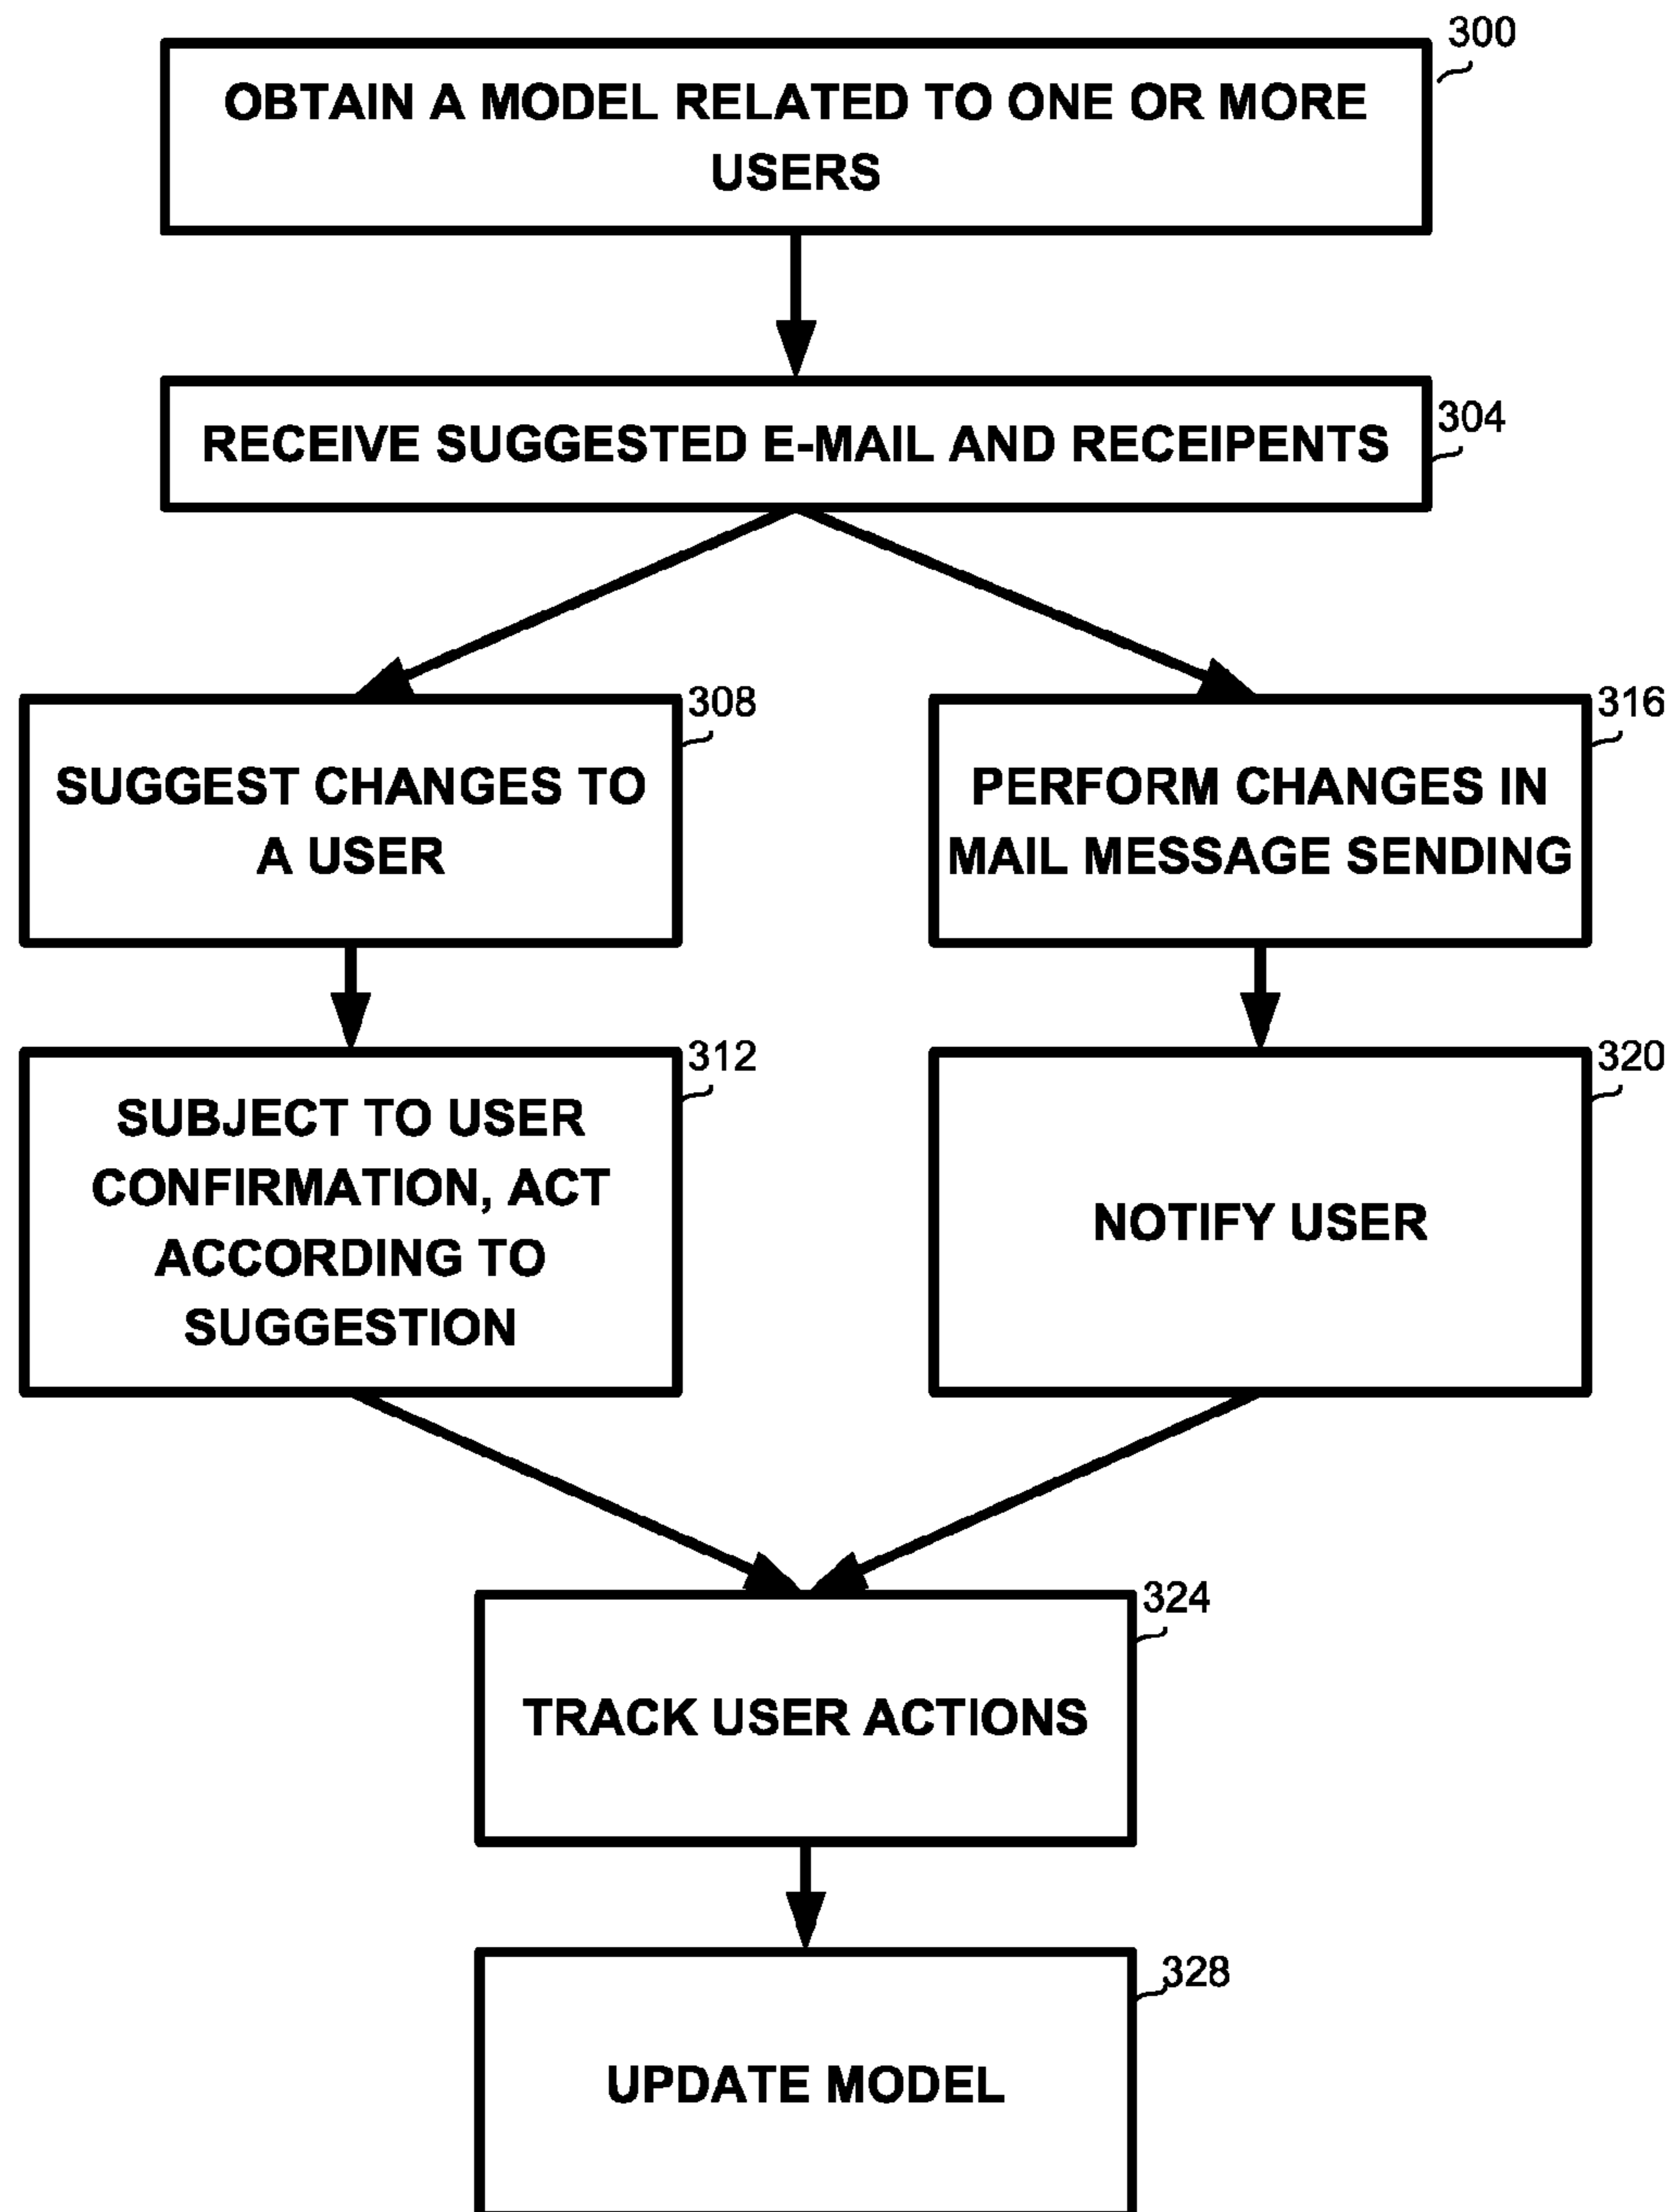 300
OBTAIN A MODEL RELATED TO ONE OR MORE
USERS
304
RECEIVE SUGGESTED E-MAIL AND RECEIPENTS
308
SUGGEST CHANGES TO
A USER
316
PERFORM CHANGES IN
MAIL MESSAGE SENDING
312
SUBJECT TO USER
CONFIRMATION, ACT
ACCORDING TO
SUGGESTION
320
NOTIFY USER
324
TRACK USER ACTIONS
328
UPDATE MODEL